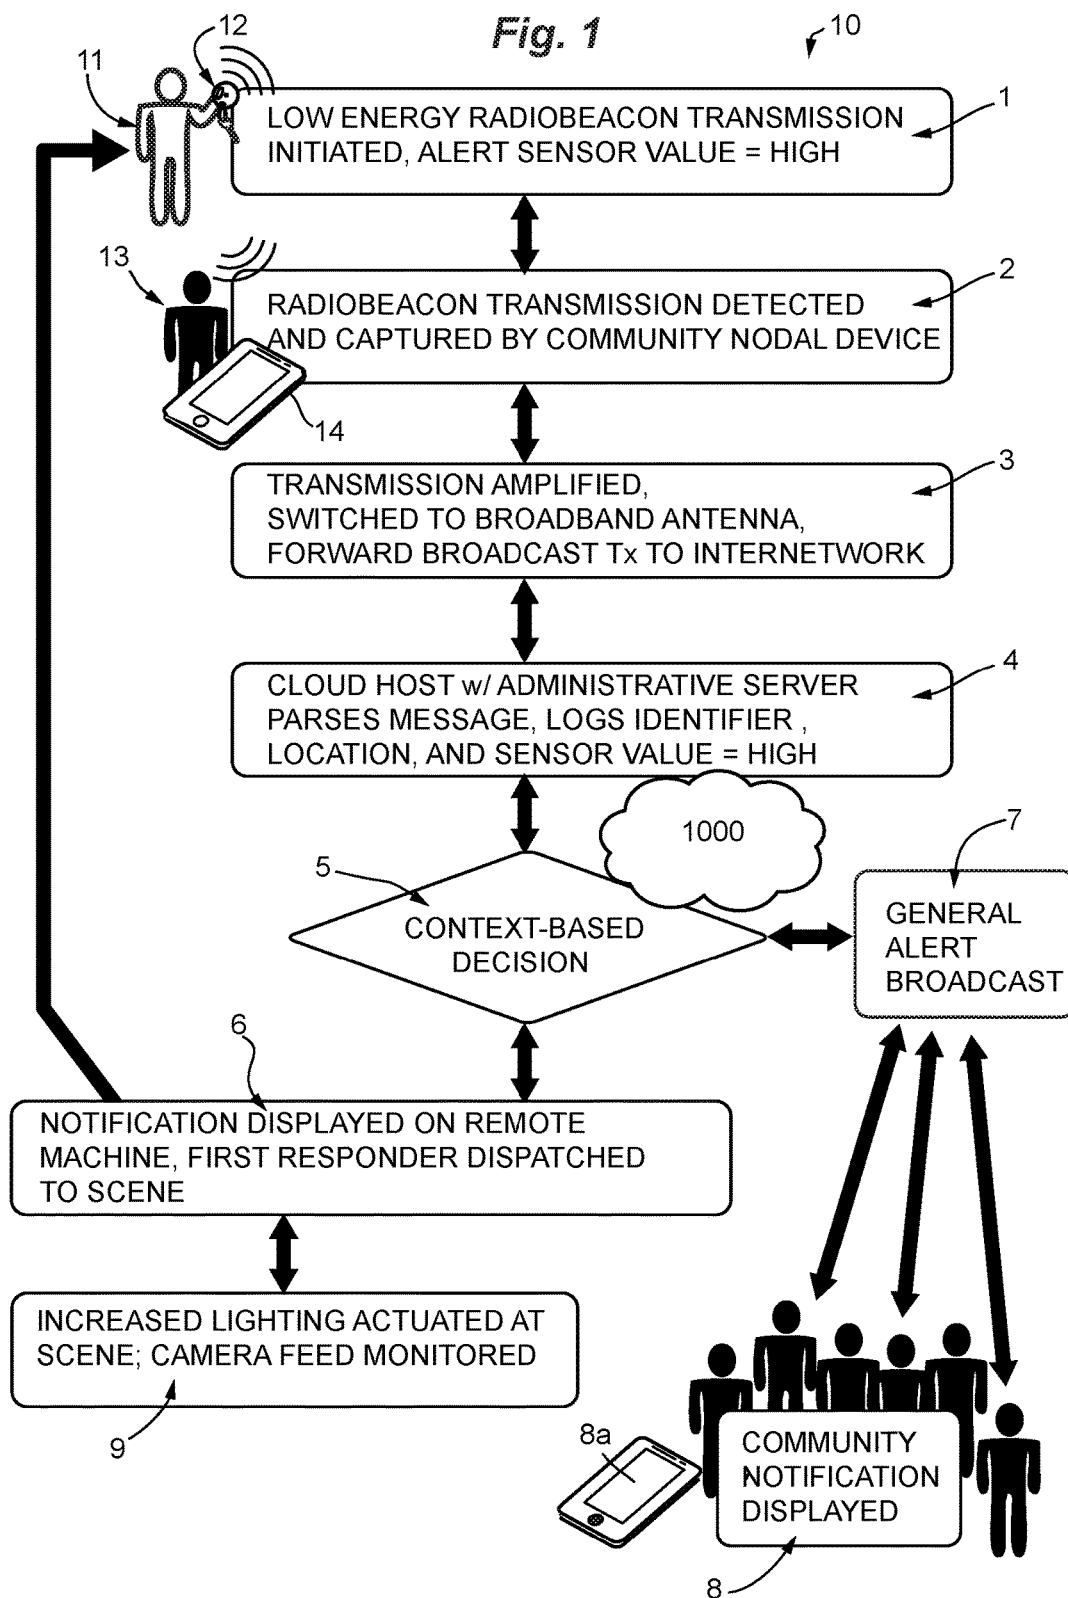 Fig. 1
10
12
11
1
LOW ENERGY RADIOBEACON TRANSMISSION
INITIATED, ALERT SENSOR VALUE = HIGH
13
2
RADIOBEACON TRANSMISSION DETECTED
AND CAPTURED BY COMMUNITY NODAL DEVICE
14
3
TRANSMISSION AMPLIFIED,
SWITCHED TO BROADBAND ANTENNA,
FORWARD BROADCAST Tx TO INTERNETWORK
4
CLOUD HOST w/ ADMINISTRATIVE SERVER
PARSES MESSAGE, LOGS IDENTIFIER ,
LOCATION, AND SENSOR VALUE = HIGH
1000
5
CONTEXT-BASED
DECISION
7
GENERAL
ALERT
BROADCAST
6
NOTIFICATION DISPLAYED ON REMOTE
MACHINE, FIRST RESPONDER DISPATCHED
TO SCENE
INCREASED LIGHTING ACTUATED AT
SCENE; CAMERA FEED MONITORED
9
8a
COMMUNITY
NOTIFICATION
DISPLAYED
8